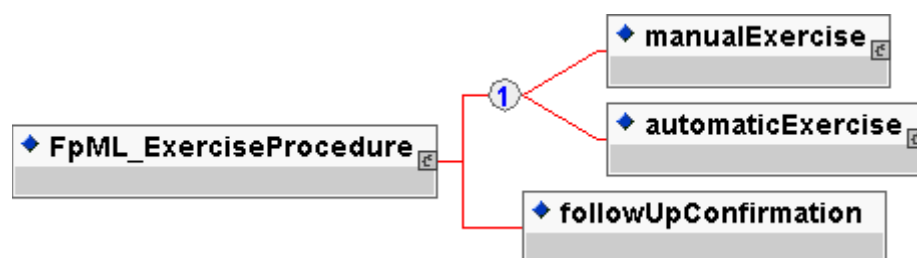 manualExercise
1
automaticExercise
FpML_ExerciseProcedure
followUpConfirmation